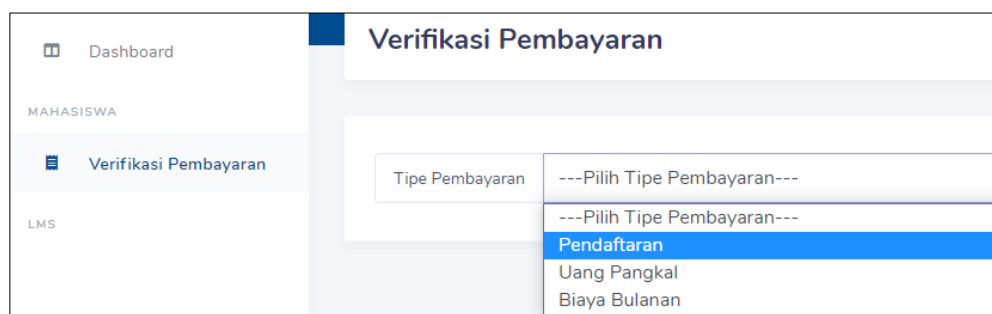 Dashboard
MAHASISWA
Verifikasi Pembayaran
LMS
Verifikasi Pembayaran
Tipe Pembayaran
---Pilih Tipe Pembayaran---
---Pilih Tipe Pembayaran---
Pendaftaran
Uang Pangkal
Biaya Bulanan